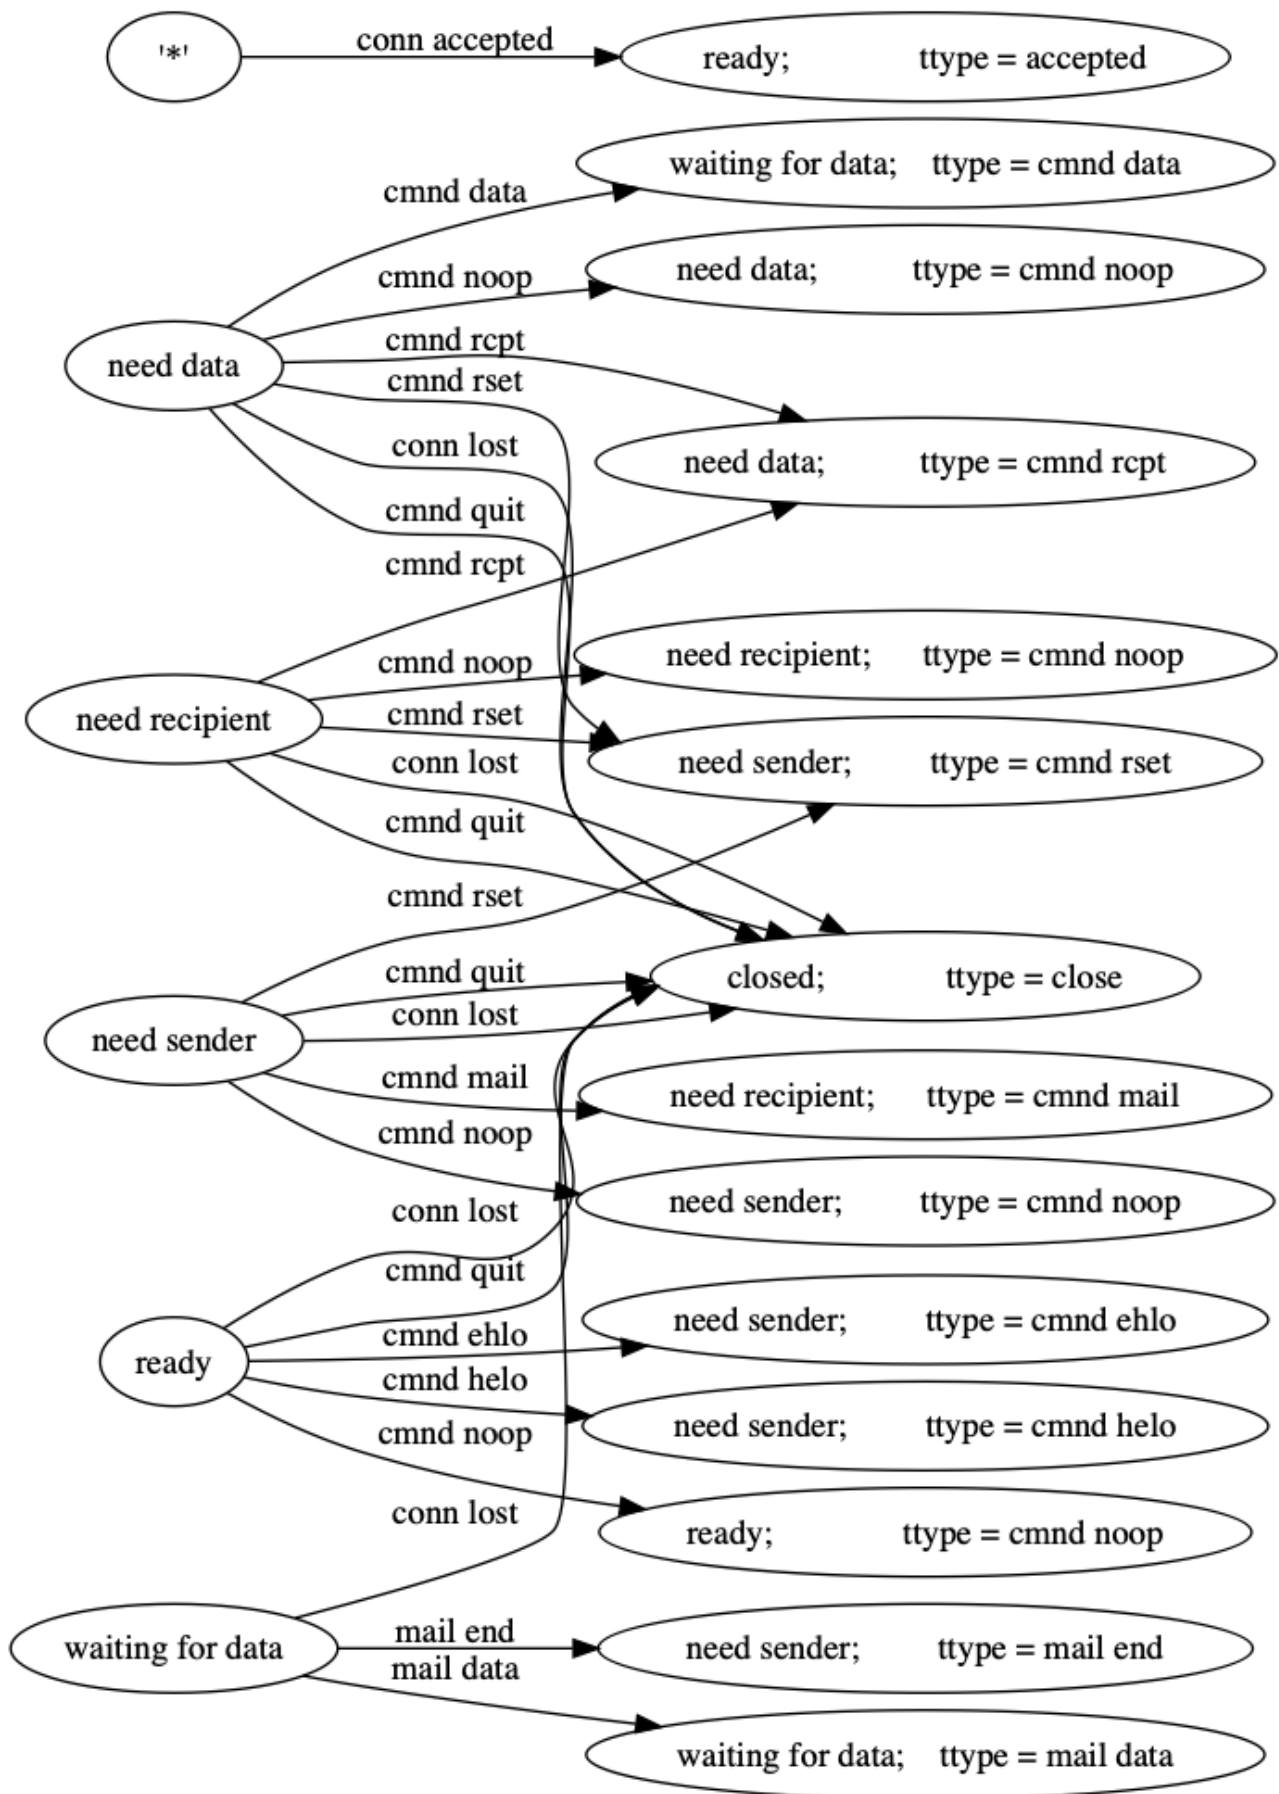 '*'
conn accepted
ready; ttype = accepted
waiting for data; ttype = cmnd data
cmnd data
need data; ttype = cmnd noop
cmnd noop
cmnd rcpt
need data
cmnd rset
conn lost
need data; ttype = cmnd rcpt
cmnd quit
cmnd rcpt
need recipient; ttype = cmnd noop
cmnd noop
need recipient
cmnd rset
conn lost
need sender; ttype = cmnd rset
cmnd quit
cmnd rset
cmnd quit
closed; ttype = close
conn lost
need sender
cmnd mail
need recipient; ttype = cmnd mail
cmnd noop
need sender; ttype = cmnd noop
conn lost
cmnd quit
need sender; ttype = cmnd ehlo
cmnd ehlo
ready
cmnd helo
need sender; ttype = cmnd helo
cmnd noop
conn lost
ready; ttype = cmnd noop
waiting for data
mail end
need sender; ttype = mail end
mail data
waiting for data; ttype = mail data